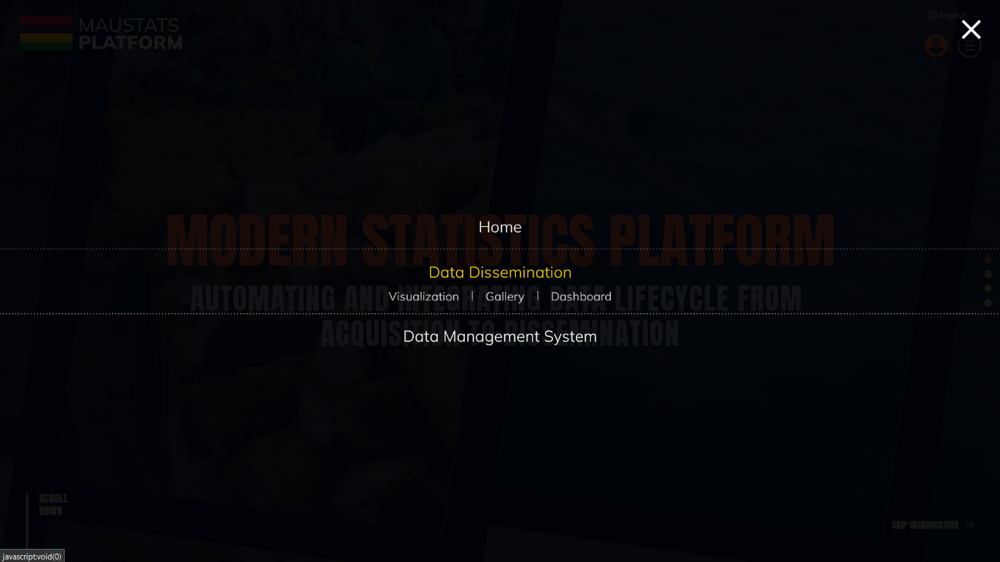 MAUSTATS
PLATFORM
English
MODERN STATISTICS PLATFORM
AUTOMATING AND INTEGRATING DATA LIFECYCLE FROM
ACQUISITION TO DISSEMINATION
Home
Data Dissemination
Visualization | Gallery | Dashboard
Data Management System
SCROLL
DOWN
SKIP INTRODUCTION »
javascript:void(0)